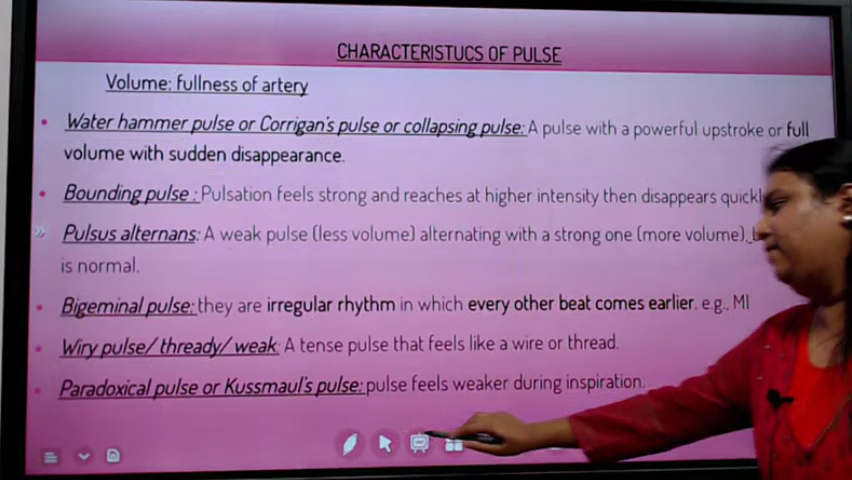 CHARACTERISTUCS OF PULSE
Volume: fullness of artery
Water hammer pulse or Corrigan's pulse or collapsing pulse: A pulse with a powerful upstroke or full
volume with sudden disappearance.
Bounding pulse : Pulsation feels strong and reaches at higher intensity then disappears
Pulsus alternans: A weak pulse (less volume) alternating with a strong one (more volume),
is normal.
Bigeminal pulse: they are irregular rhythm in which every other beat comes earlier. e.g., MI
Wiry pulse/ thready/ weak: A tense pulse that feels like a wire or thread.
Paradoxical pulse or Kussmaul's pulse: pulse feels weaker during inspiration.